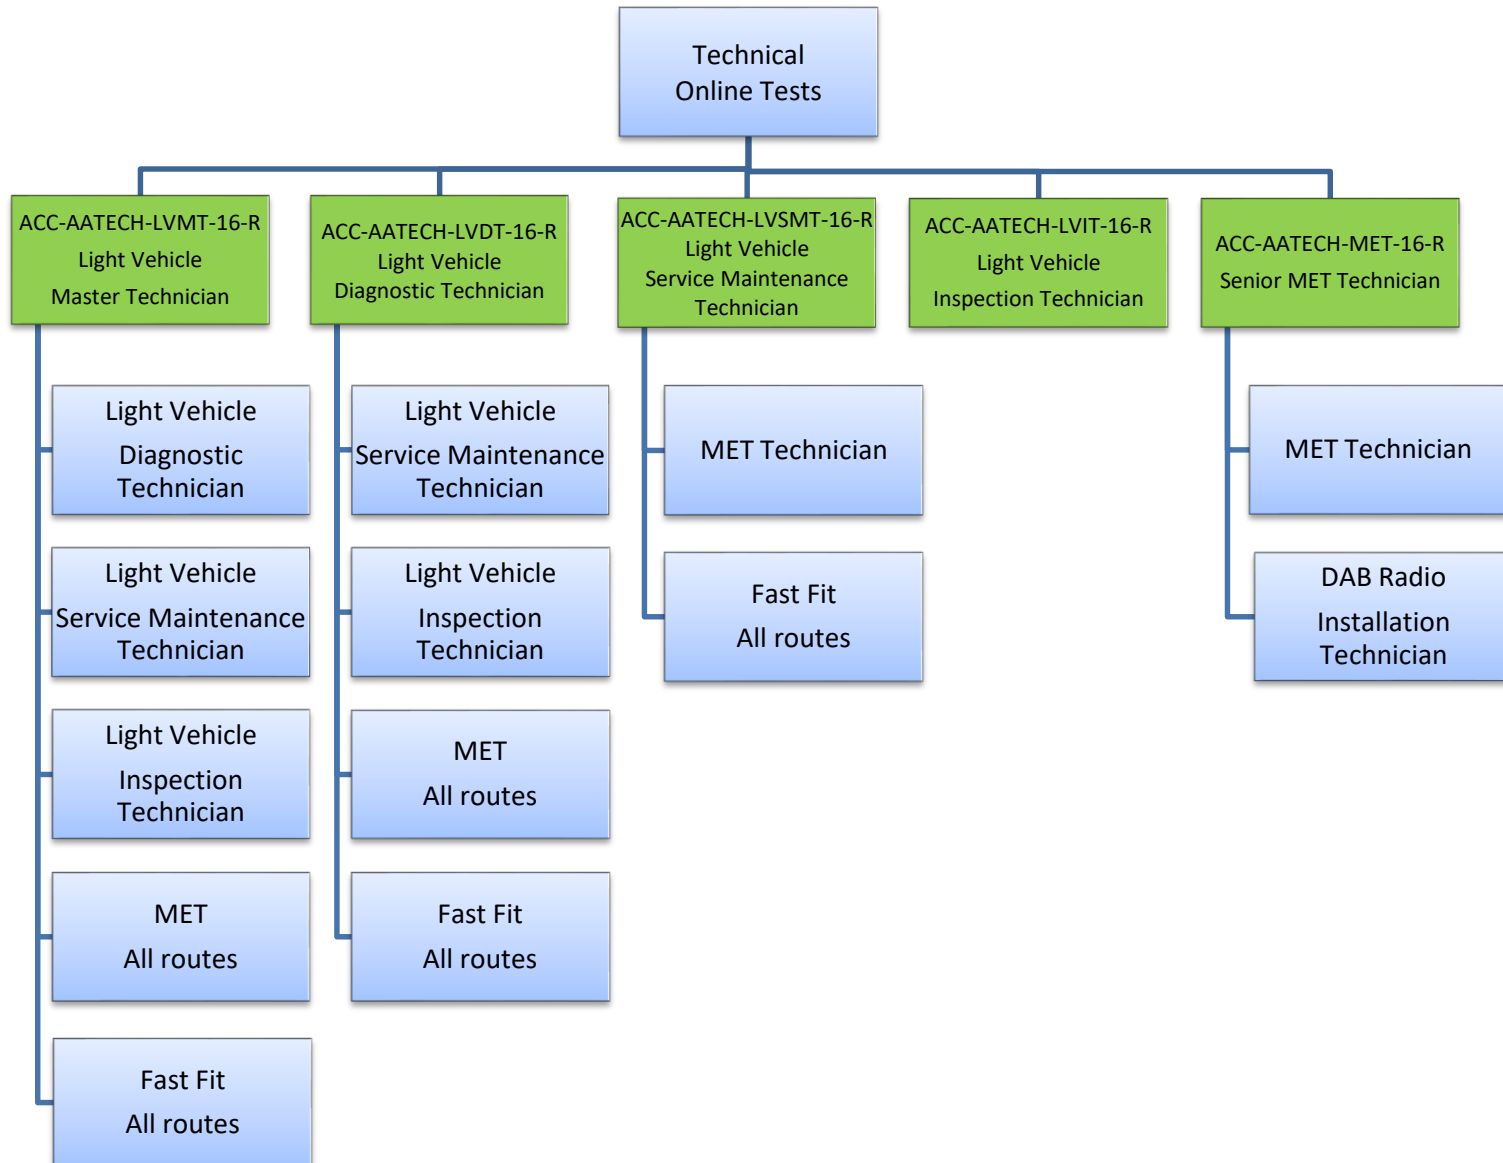 Technical
Online Tests
ACC-AATECH-LVMT-16-R
Light Vehicle
Master Technician
ACC-AATECH-LVDT-16-R
Light Vehicle
Diagnostic Technician
ACC-AATECH-LVSMT-16-R
Light Vehicle
Service Maintenance
Technician
ACC-AATECH-LVIT-16-R
Light Vehicle
Inspection Technician
ACC-AATECH-MET-16-R
Senior MET Technician
Light Vehicle
Diagnostic
Technician
Light Vehicle
Service Maintenance
Technician
Light Vehicle
Inspection
Technician
MET
All routes
Fast Fit
All routes
Light Vehicle
Service Maintenance
Technician
Light Vehicle
Inspection
Technician
MET
All routes
Fast Fit
All routes
MET Technician
Fast Fit
All routes
MET Technician
DAB Radio
Installation
Technician